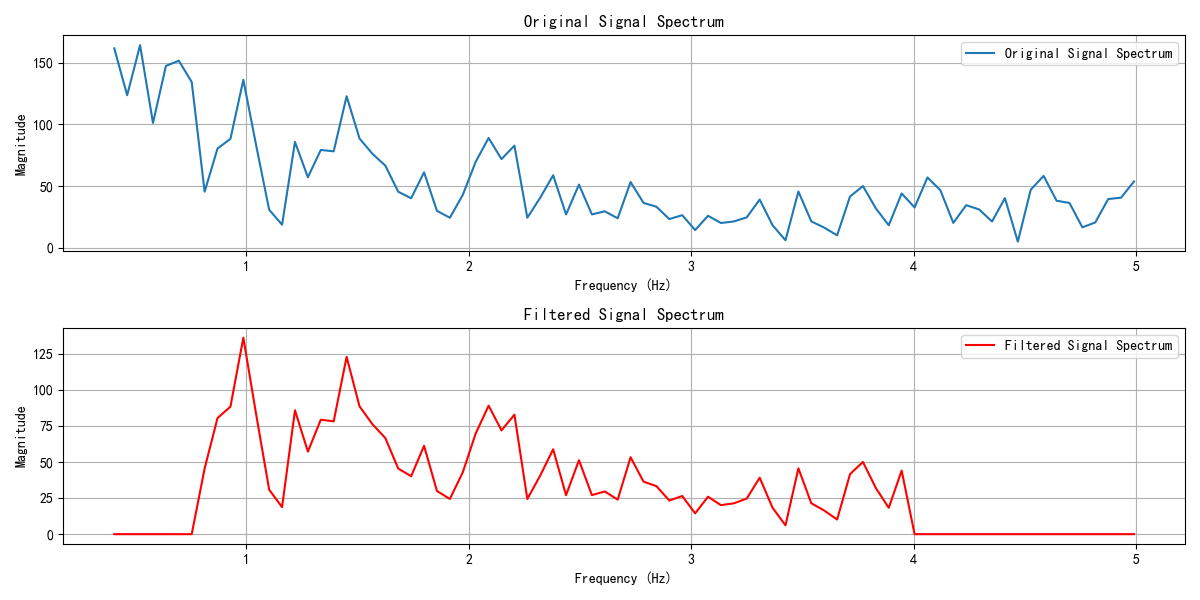 Original Signal Spectrum
Original Signal Spectrum
Magnitude
150
100
50
0
1 2 3 4 5
Frequency (Hz)
Filtered Signal Spectrum
Filtered Signal Spectrum
Magnitude
125
100
75
50
25
0
1 2 3 4 5
Frequency (Hz)